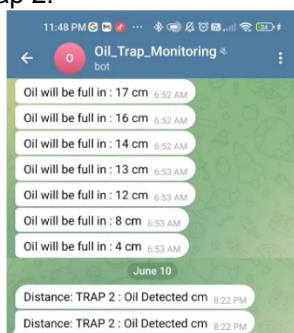 ap 2.
11:48 PM
Oil_Trap_Monitoring
bot
Oil will be full in : 17 cm 6:52 AM
Oil will be full in : 16 cm 6:52 AM
Oil will be full in : 14 cm 6:52 AM
Oil will be full in : 13 cm 6:53 AM
Oil will be full in : 12 cm 6:53 AM
Oil will be full in : 8 cm 6:53 AM
Oil will be full in : 4 cm 6:53 AM
June 10
Distance: TRAP 2 : Oil Detected cm 8:22 PM
Distance: TRAP 2 : Oil Detected cm 8:22 PM